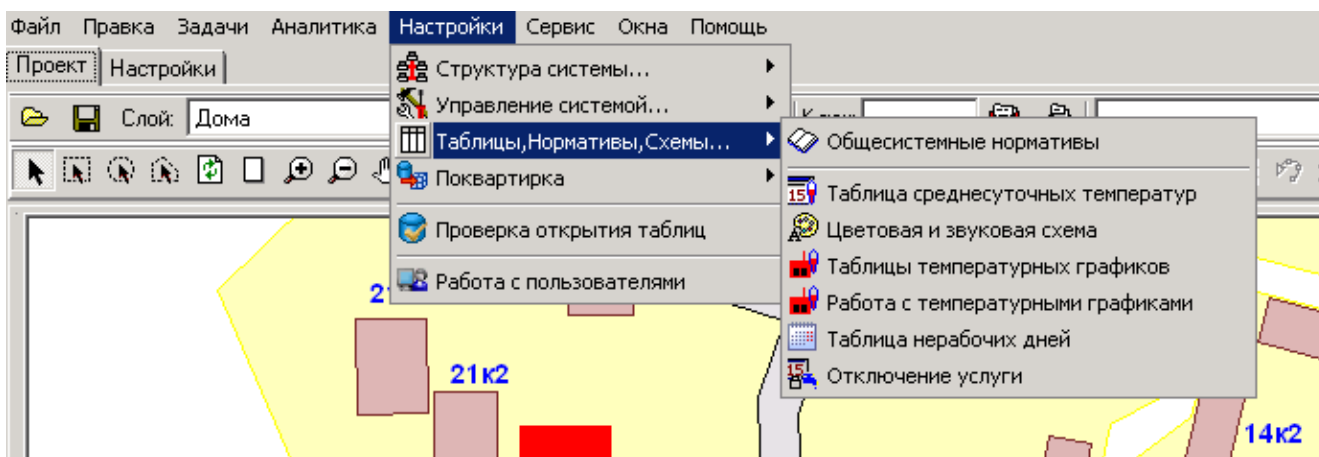 Файл Правка Задачи Аналитика Настройки Сервис Окна Помощь
Проект Настройки
Структура системы...
Слой: Дома
Управление системой...
Таблицы,Нормативы,Схемы...
Общесистемные нормативы
Поквартирка
Таблица среднесуточных температур
Проверка открытия таблиц
Цветовая и звуковая схема
Таблицы температурных графиков
Работа с пользователями
Работа с температурными графиками
Таблица нерабочих дней
21к2
Отключение услуги
14к2